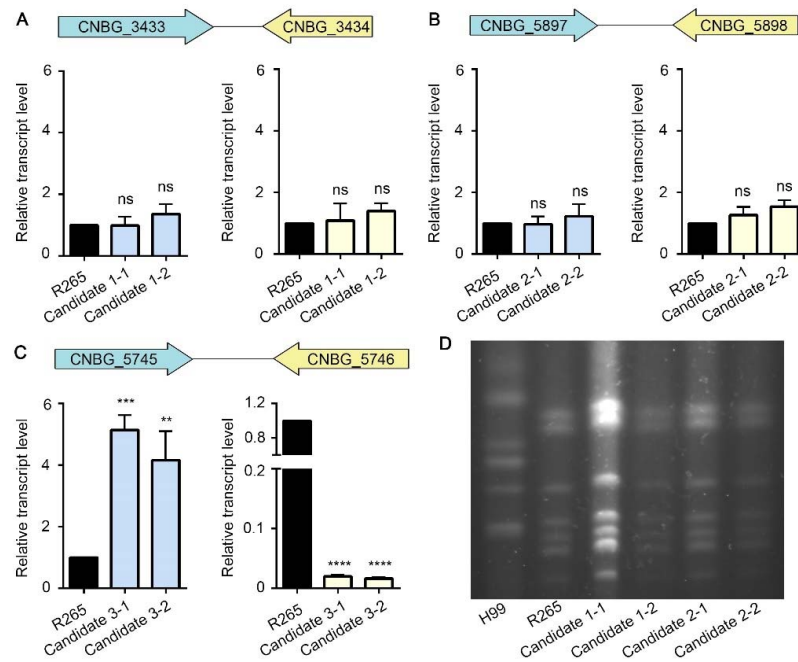 A
CNBG_3433
CNBG_3434
Relative transcript level
6
4
2
1
0
ns
ns
R265
Candidate 1-1
Candidate 1-2
Relative transcript level
6
4
2
1
0
ns
ns
R265
Candidate 1-1
Candidate 1-2
B
CNBG_5897
CNBG_5898
Relative transcript level
6
4
2
1
0
ns
ns
R265
Candidate 2-1
Candidate 2-2
Relative transcript level
6
4
2
1
0
ns
ns
R265
Candidate 2-1
Candidate 2-2
C
CNBG_5745
CNBG_5746
Relative transcript level
6
4
2
1
0
***
**
R265
Candidate 3-1
Candidate 3-2
Relative transcript level
1.2
0.8
0.2
0.1
0
****
****
R265
Candidate 3-1
Candidate 3-2
D
H99
R265
Candidate 1-1
Candidate 1-2
Candidate 2-1
Candidate 2-2